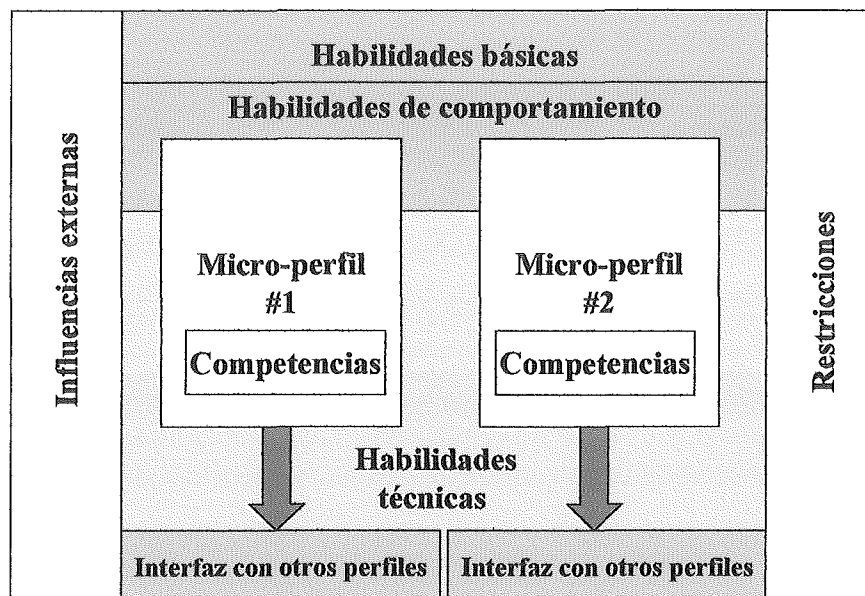 Habilidades básicas
Habilidades de comportamiento
Influencias externas
Micro-perfil
#1
Competencias
Micro-perfil
#2
Competencias
Restricciones
Habilidades
técnicas
Interfaz con otros perfiles
Interfaz con otros perfiles